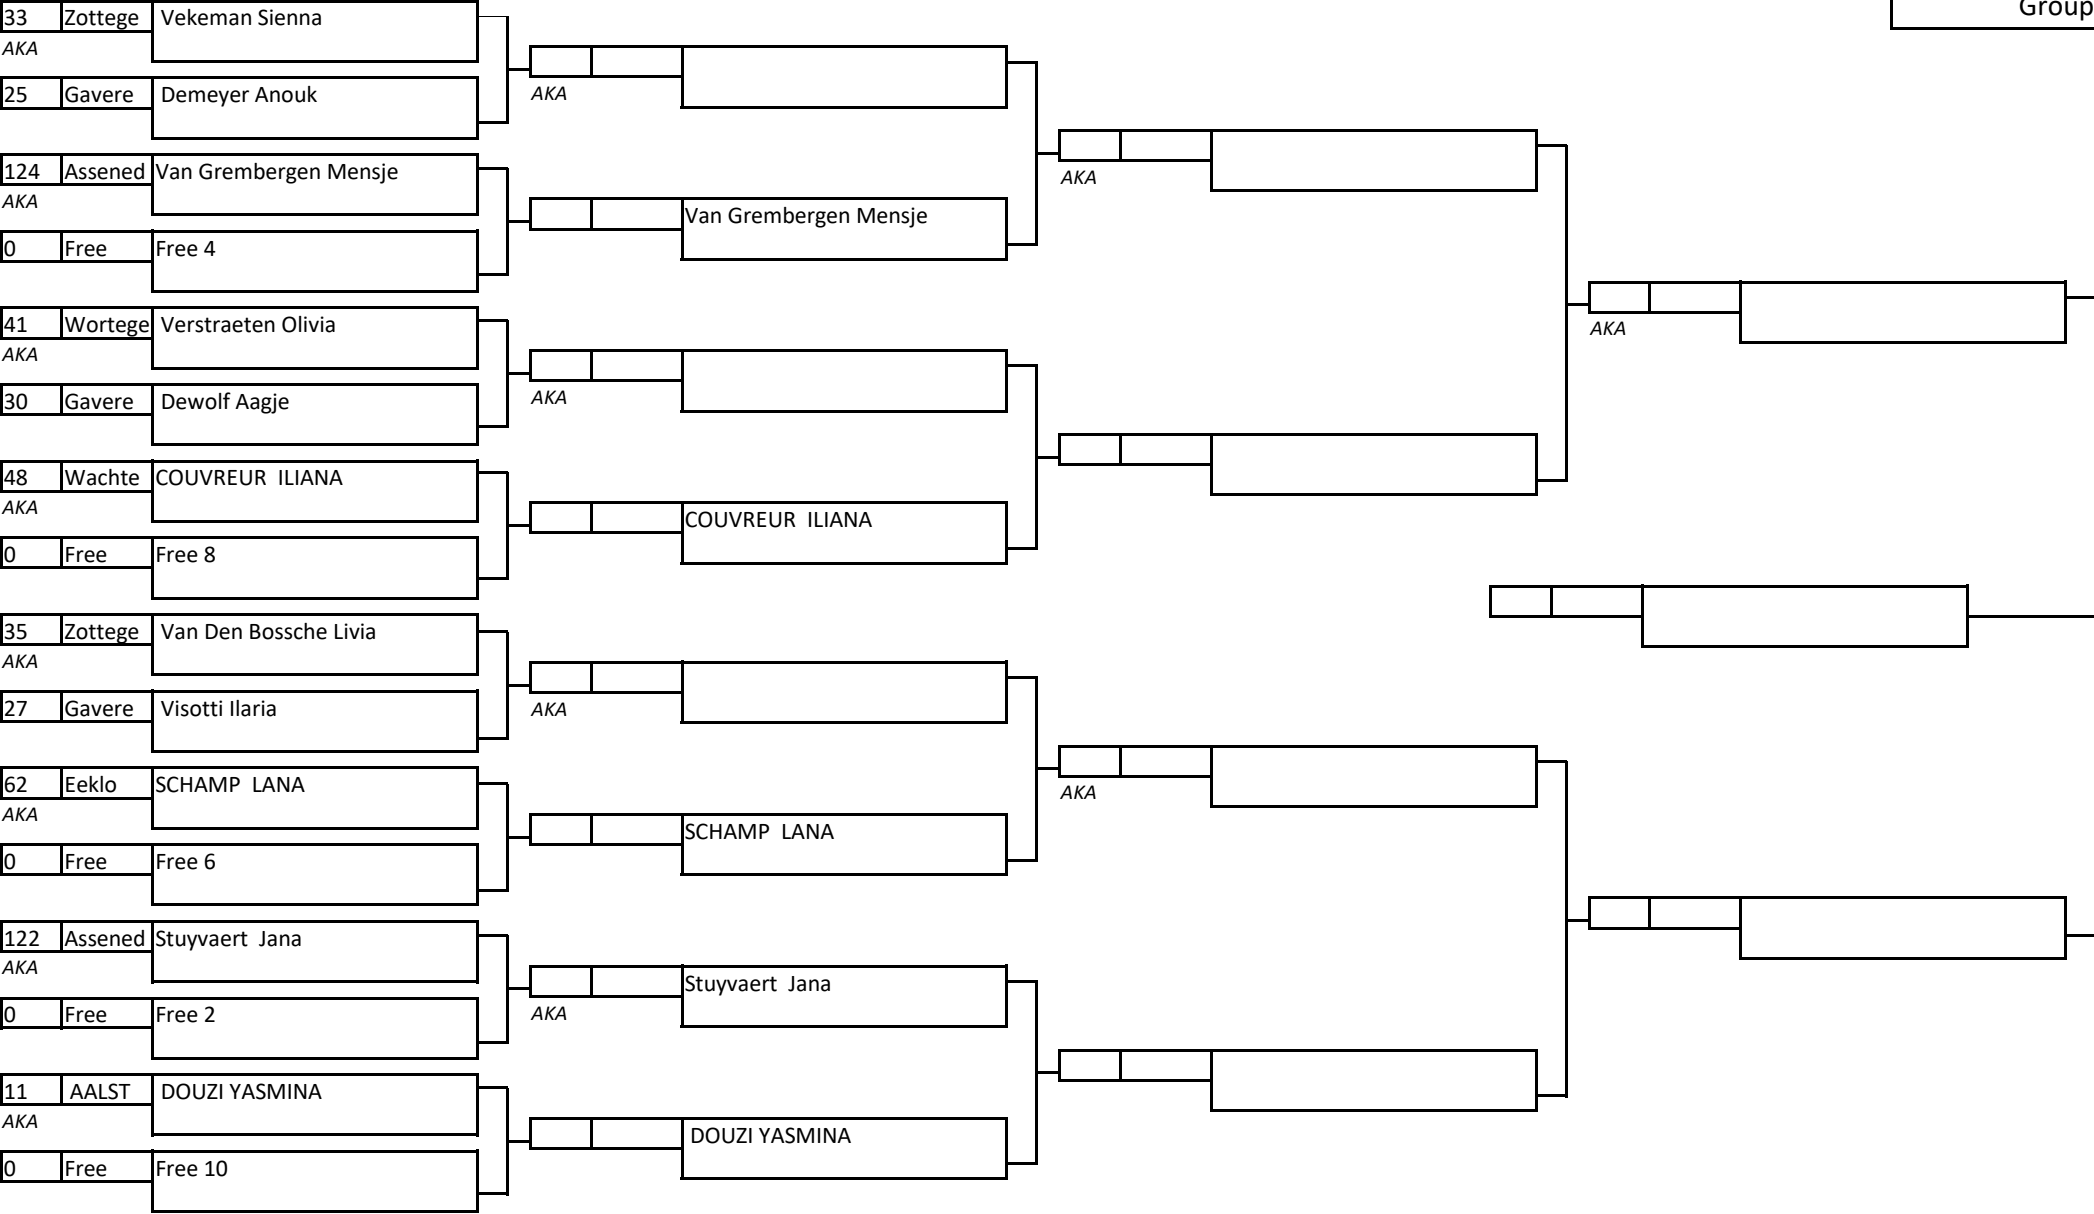 33 Zottege Vekeman Sienna
Group
AKA
25 Gavere Demeyer Anouk
AKA
124 Assened Van Grembergen Mensje
AKA
AKA
Van Grembergen Mensje
0 Free Free 4
41 Wortege Verstraeten Olivia
AKA
AKA
30 Gavere Dewolf Aagje
AKA
48 Wachte COUVREUR ILIANA
AKA
COUVREUR ILIANA
0 Free Free 8
35 Zottege Van Den Bossche Livia
AKA
27 Gavere Visotti Ilaria
AKA
62 Eeklo SCHAMP LANA
AKA
AKA
SCHAMP LANA
0 Free Free 6
122 Assened Stuyvaert Jana
AKA
Stuyvaert Jana
0 Free Free 2
AKA
11 AALST DOUZI YASMINA
AKA
DOUZI YASMINA
0 Free Free 10